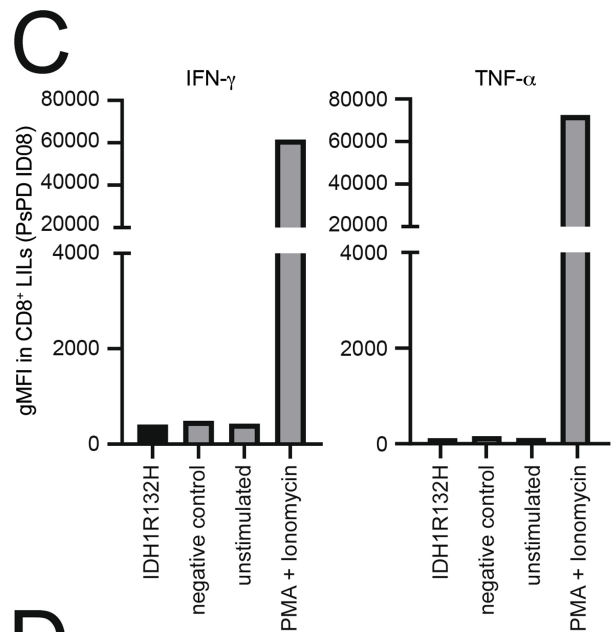 C
IFN-γ
TNF-α
gMFI in CD8⁺ LILs (PsPD ID08)
80000
60000
40000
20000
4000
2000
0
80000
60000
40000
20000
4000
2000
0
IDH1R132H
negative control
unstimulated
PMA + Ionomycin
IDH1R132H
negative control
unstimulated
PMA + Ionomycin
D